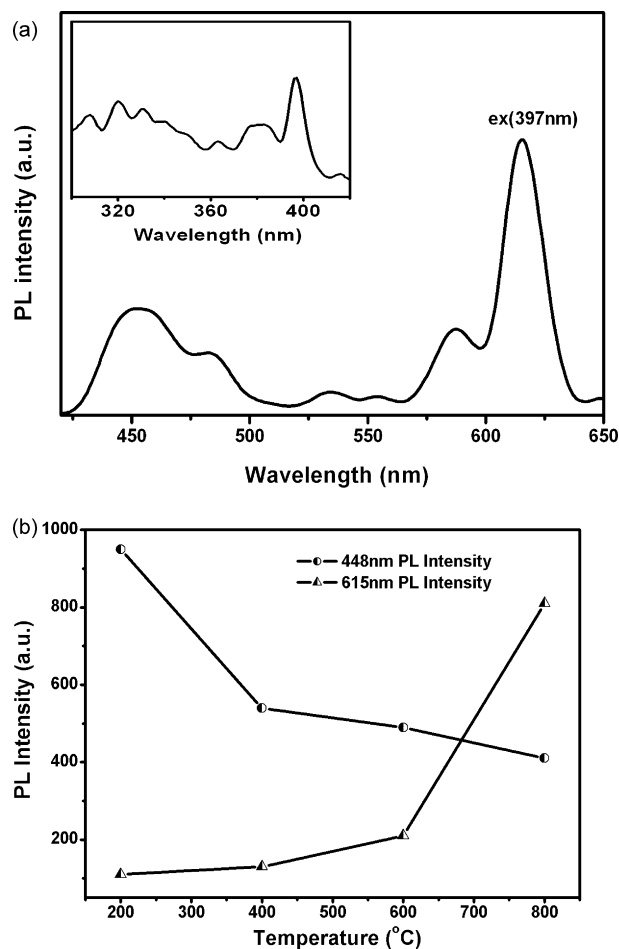 (a)
ex(397nm)
PL intensity (a.u.)
320 360 400
Wavelength (nm)
450 500 550 600 650
Wavelength (nm)
(b)
1000
800
600
400
200
PL Intensity (a.u.)
448nm PL Intensity
615nm PL Intensity
200 300 400 500 600 700 800
Temperature (°C)